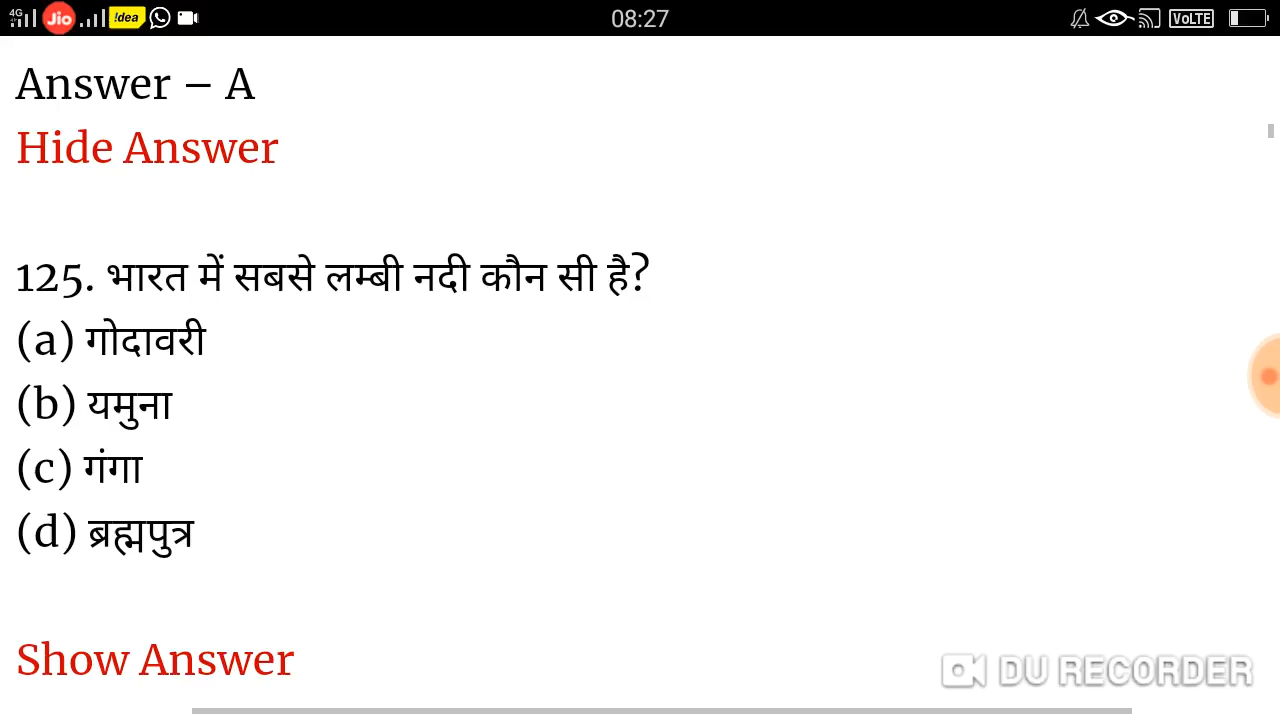 4G Jio !dea 08:27 VoLTE
Answer – A
Hide Answer
125. भारत में सबसे लम्बी नदी कौन सी है?
(a) गोदावरी
(b) यमुना
(c) गंगा
(d) ब्रह्मपुत्र
Show Answer
DU RECORDER